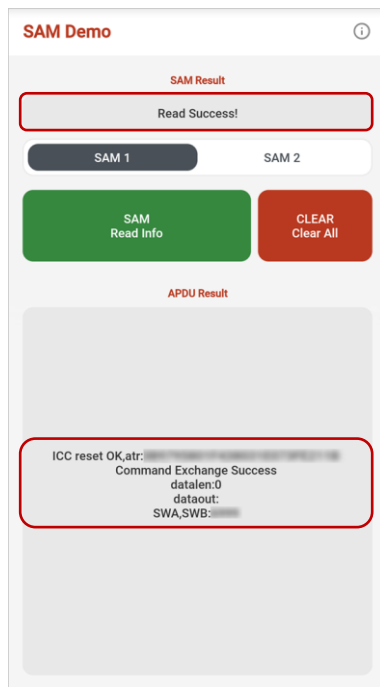 SAM Demo
SAM Result
Read Success!
SAM 1
SAM 2
SAM
Read Info
CLEAR
Clear All
APDU Result
ICC reset OK,atr:
Command Exchange Success
datalen:0
dataout:
SWA,SWB: